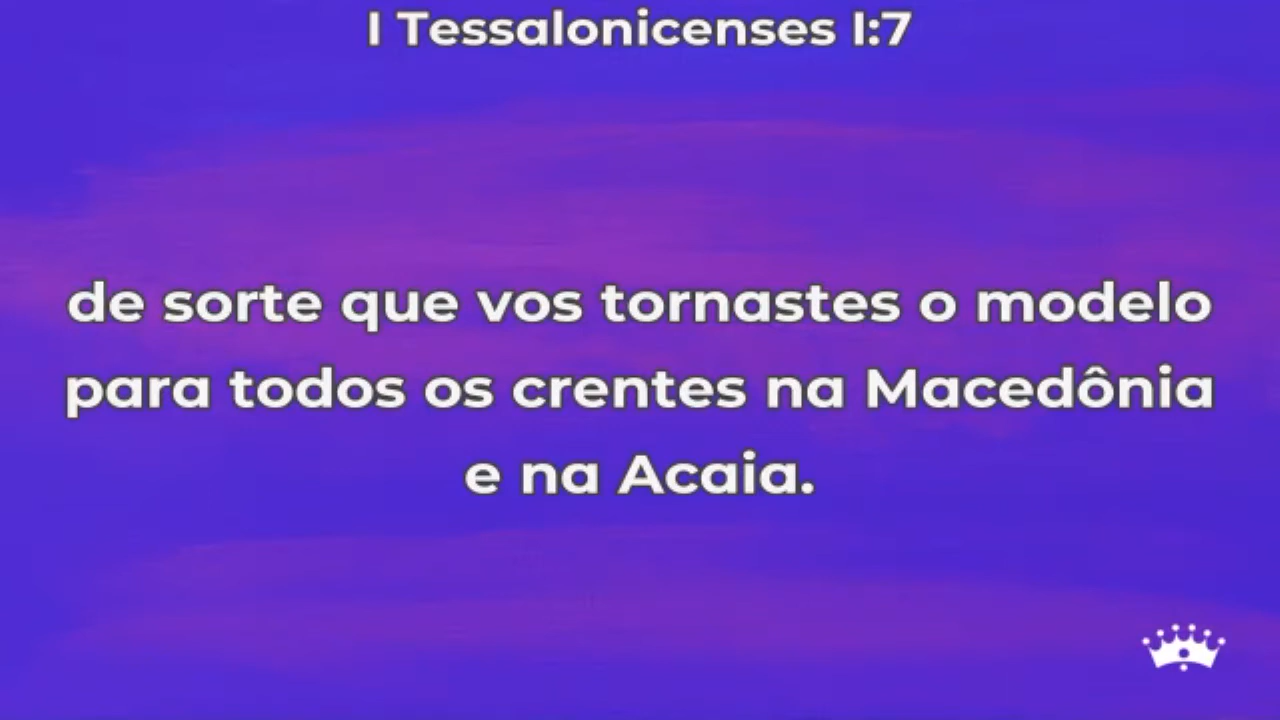 I Tessalonicenses I:7
de sorte que vos tornastes o modelo
para todos os crentes na Macedônia
e na Acaia.